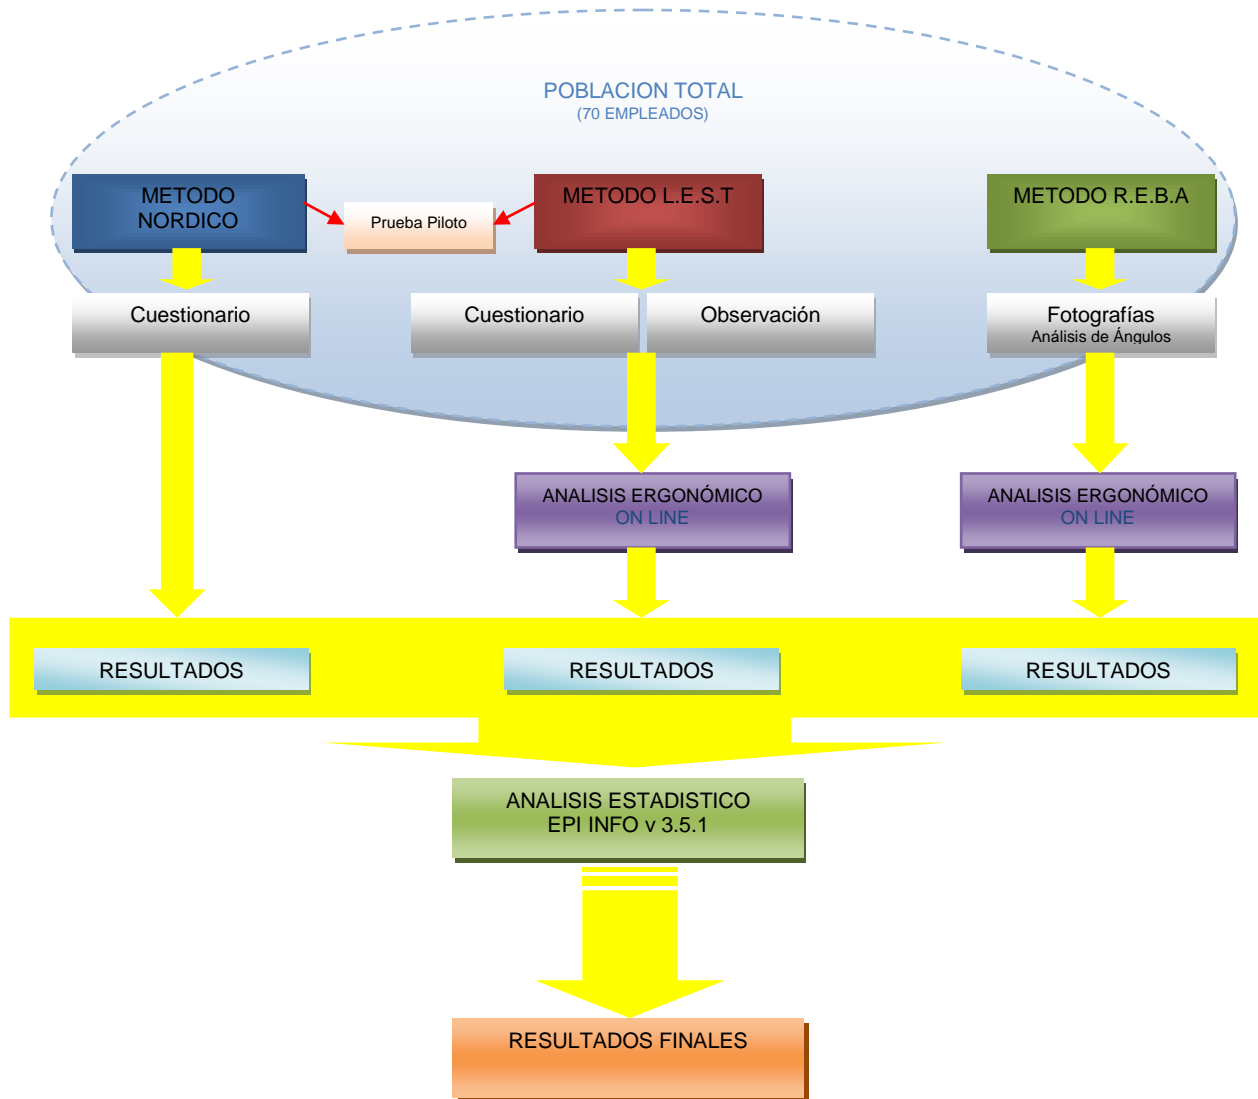 POBLACION TOTAL
(70 EMPLEADOS)
METODO
NORDICO
Prueba Piloto
METODO L.E.S.T
METODO R.E.B.A
Cuestionario
Cuestionario
Observación
Fotografías
Análisis de Ángulos
ANALISIS ERGONÓMICO
ON LINE
ANALISIS ERGONÓMICO
ON LINE
RESULTADOS
RESULTADOS
RESULTADOS
ANALISIS ESTADISTICO
EPI INFO v 3.5.1
RESULTADOS FINALES